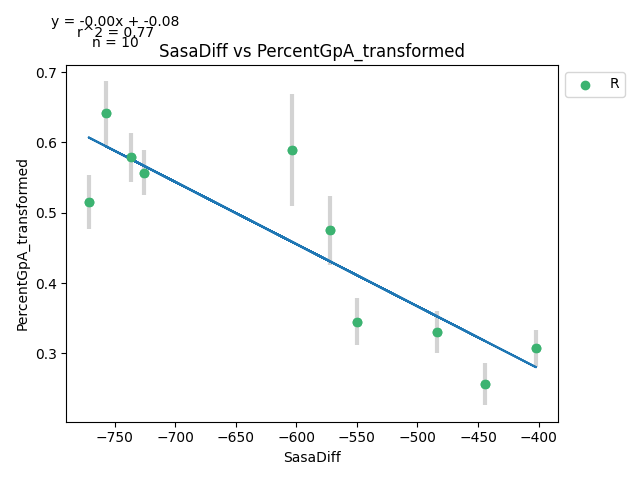 y = -0.00x + -0.08
r^2 = 0.77
n = 10
SasaDiff vs PercentGpA_transformed
R
PercentGpA_transformed
0.7
0.6
0.5
0.4
0.3
−750 −700 −650 −600 −550 −500 −450 −400
SasaDiff